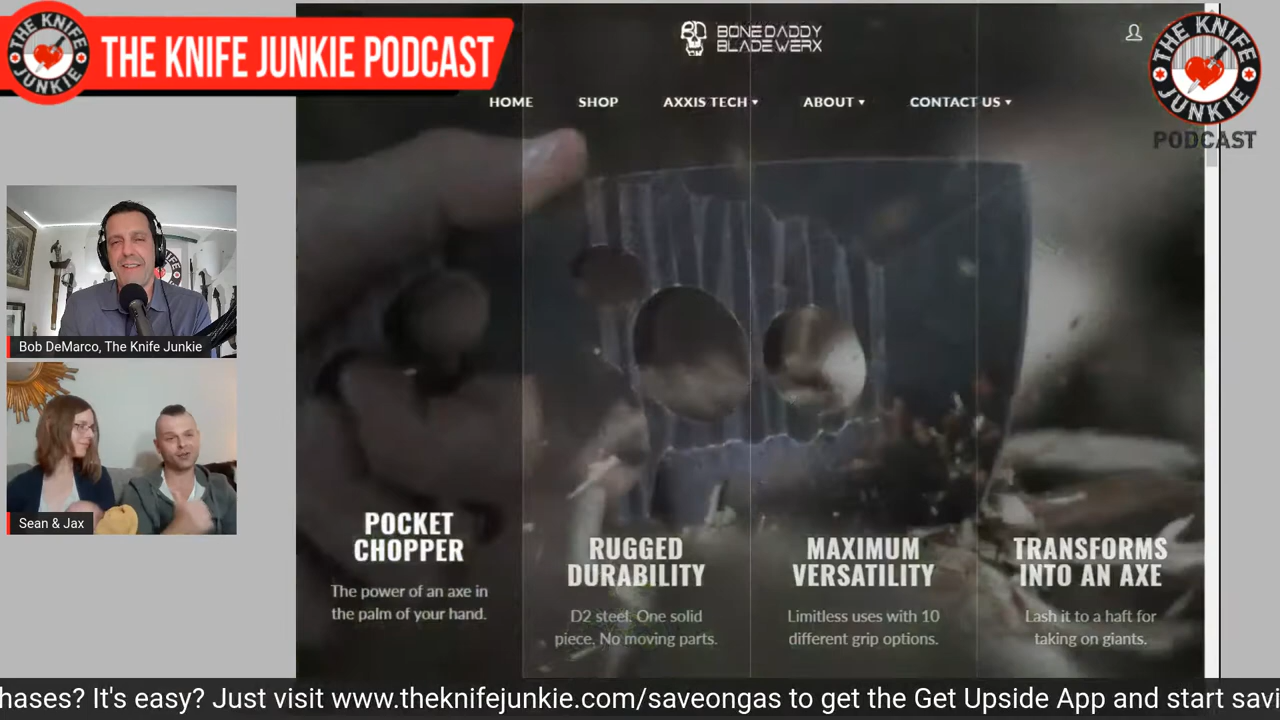 THE KNIFE JUNKIE
THE KNIFE JUNKIE PODCAST
BONE DADDY
BLADEWERX
THE KNIFE
JUNKIE
PODCAST
HOME SHOP AXXIS TECH ▾ ABOUT ▾ CONTACT US ▾
Bob DeMarco, The Knife Junkie
Sean & Jax
POCKET
CHOPPER
The power of an axe in
the palm of your hand.
RUGGED
DURABILITY
D2 steel. One solid
piece. No moving parts.
MAXIMUM
VERSATILITY
Limitless uses with 10
different grip options.
TRANSFORMS
INTO AN AXE
Lash it to a haft for
taking on giants.
hases? It's easy? Just visit www.theknifejunkie.com/saveongas to get the Get Upside App and start savi